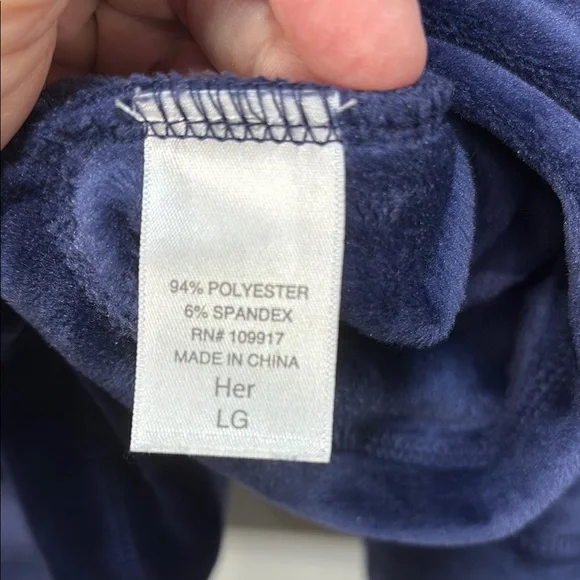 94% POLYESTER
6% SPANDEX
RN# 109917
MADE IN CHINA
Her
LG